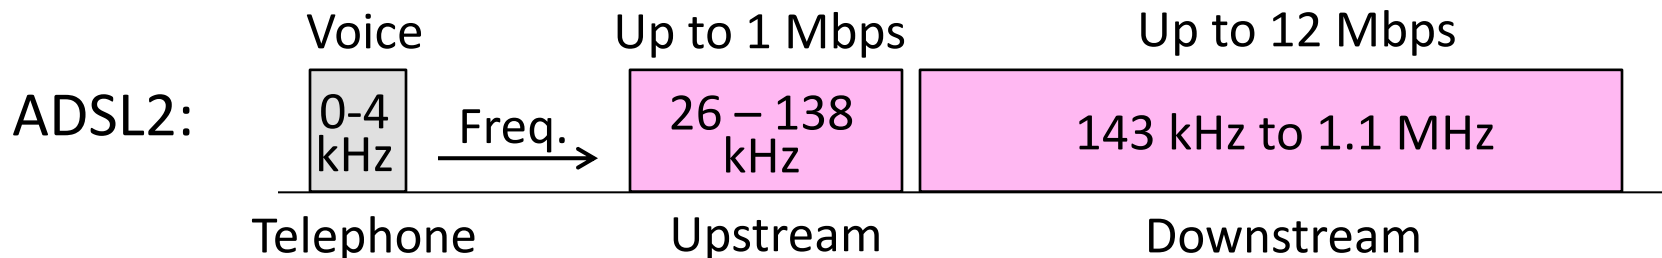 Voice
Up to 1 Mbps
Up to 12 Mbps
ADSL2:
0-4
kHz
Freq.
26 – 138
kHz
143 kHz to 1.1 MHz
Telephone
Upstream
Downstream